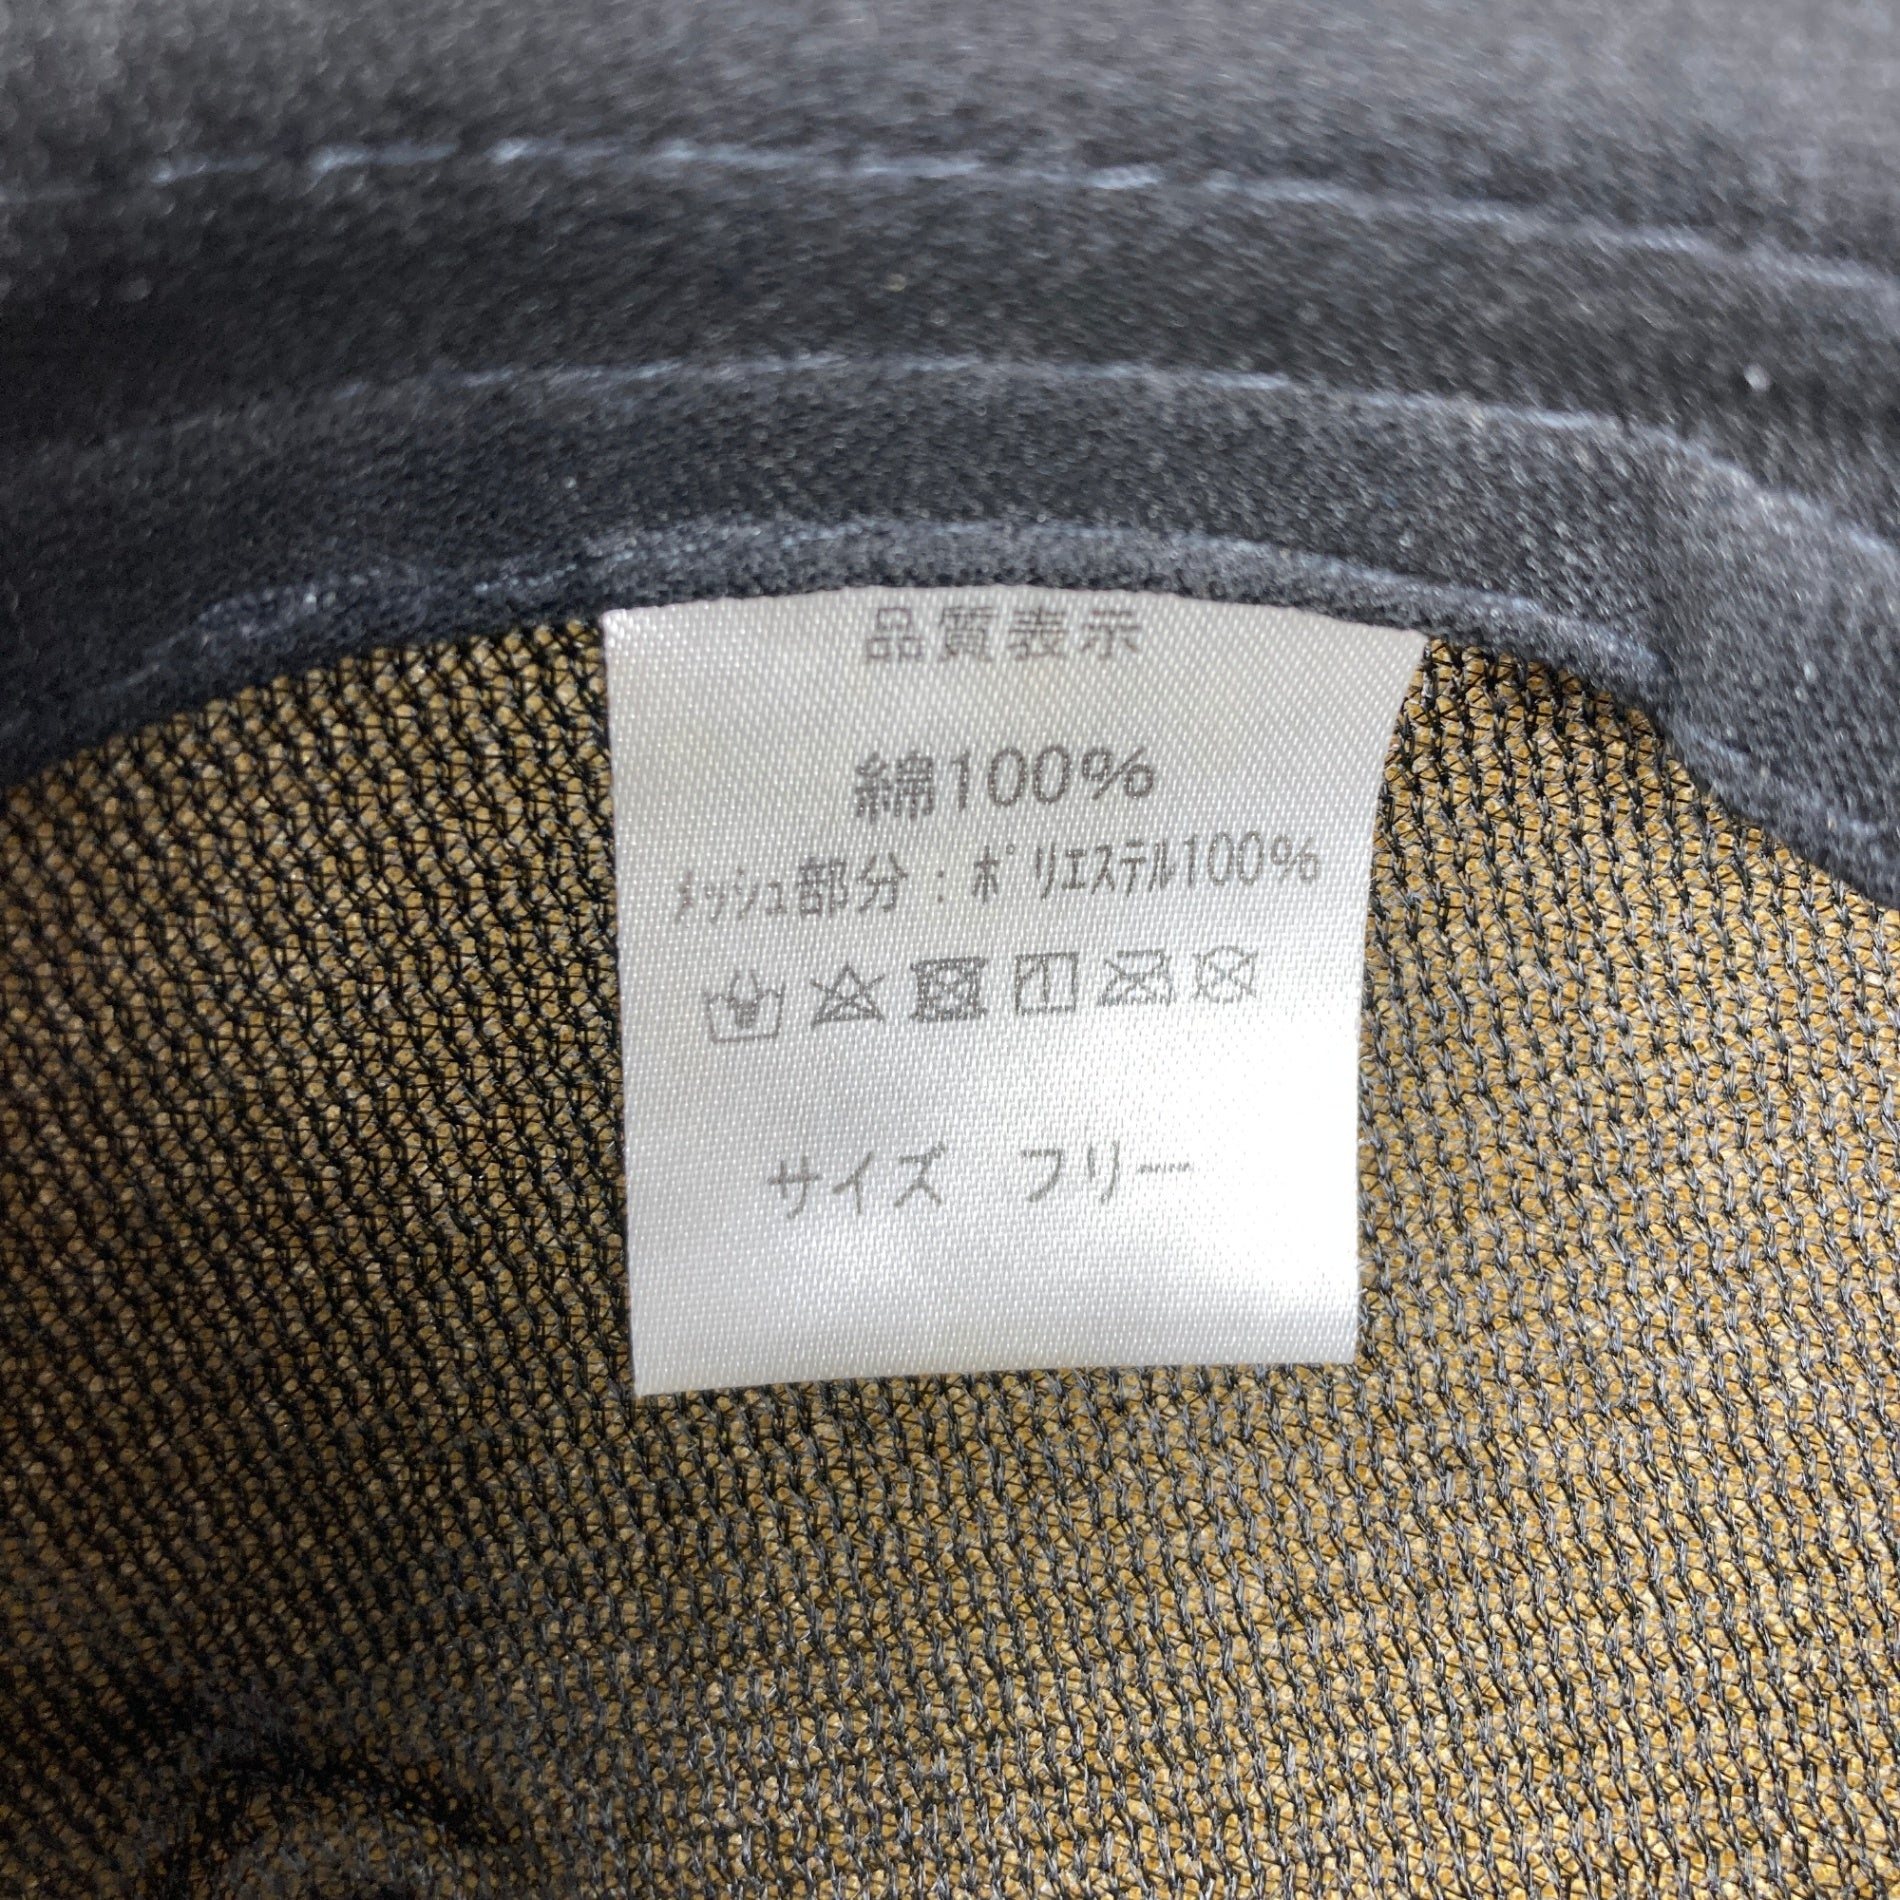 品質表示
綿100%
メッシュ部分:ポリエステル100%
サイズ フリー